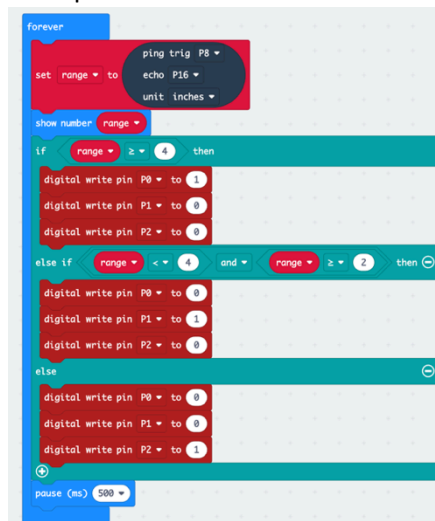 forever
ping trig P8
set range to echo P16
unit inches
show number range
if range ≥ 4 then
digital write pin P0 to 1
digital write pin P1 to 0
digital write pin P2 to 0
else if range < 4 and range ≥ 2 then
digital write pin P0 to 0
digital write pin P1 to 1
digital write pin P2 to 0
else
digital write pin P0 to 0
digital write pin P1 to 0
digital write pin P2 to 1
pause (ms) 500